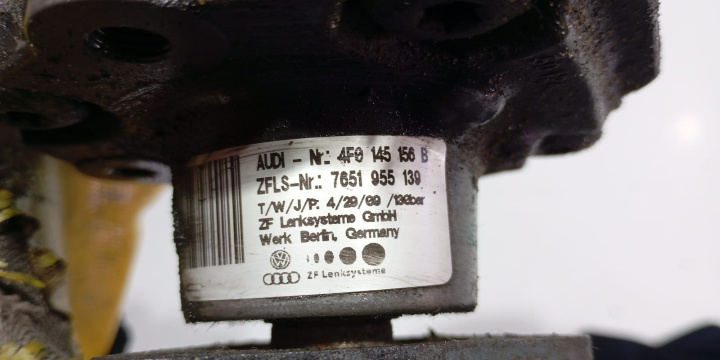 AUDI - Nr.: 4F0 145 156 B
ZFLS-Nr.: 7651 955 139
T/W/J/P: 4/29/09 /130bar
ZF Lenksysteme GmbH
Werk Berlin, Germany
ZF Lenksysteme